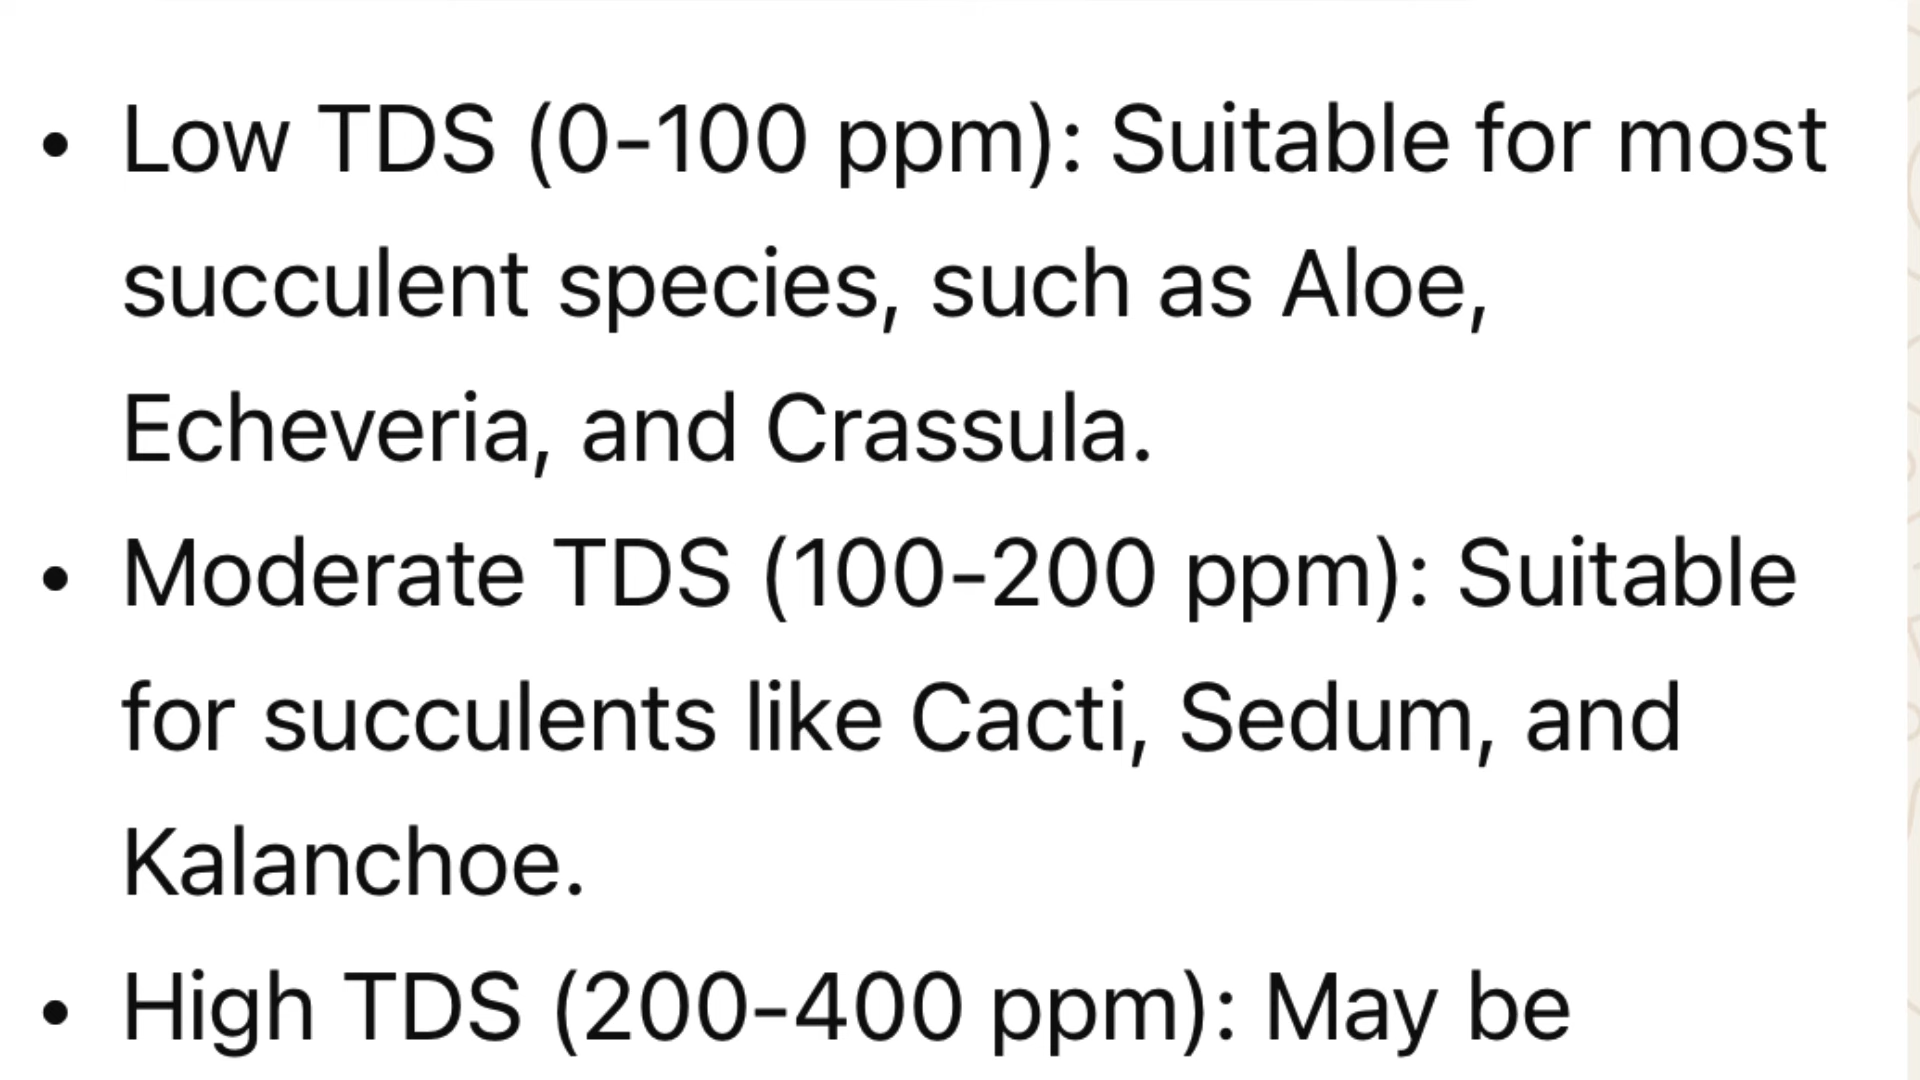 • Low TDS (0-100 ppm): Suitable for most
succulent species, such as Aloe,
Echeveria, and Crassula.
• Moderate TDS (100-200 ppm): Suitable
for succulents like Cacti, Sedum, and
Kalanchoe.
• High TDS (200-400 ppm): May be